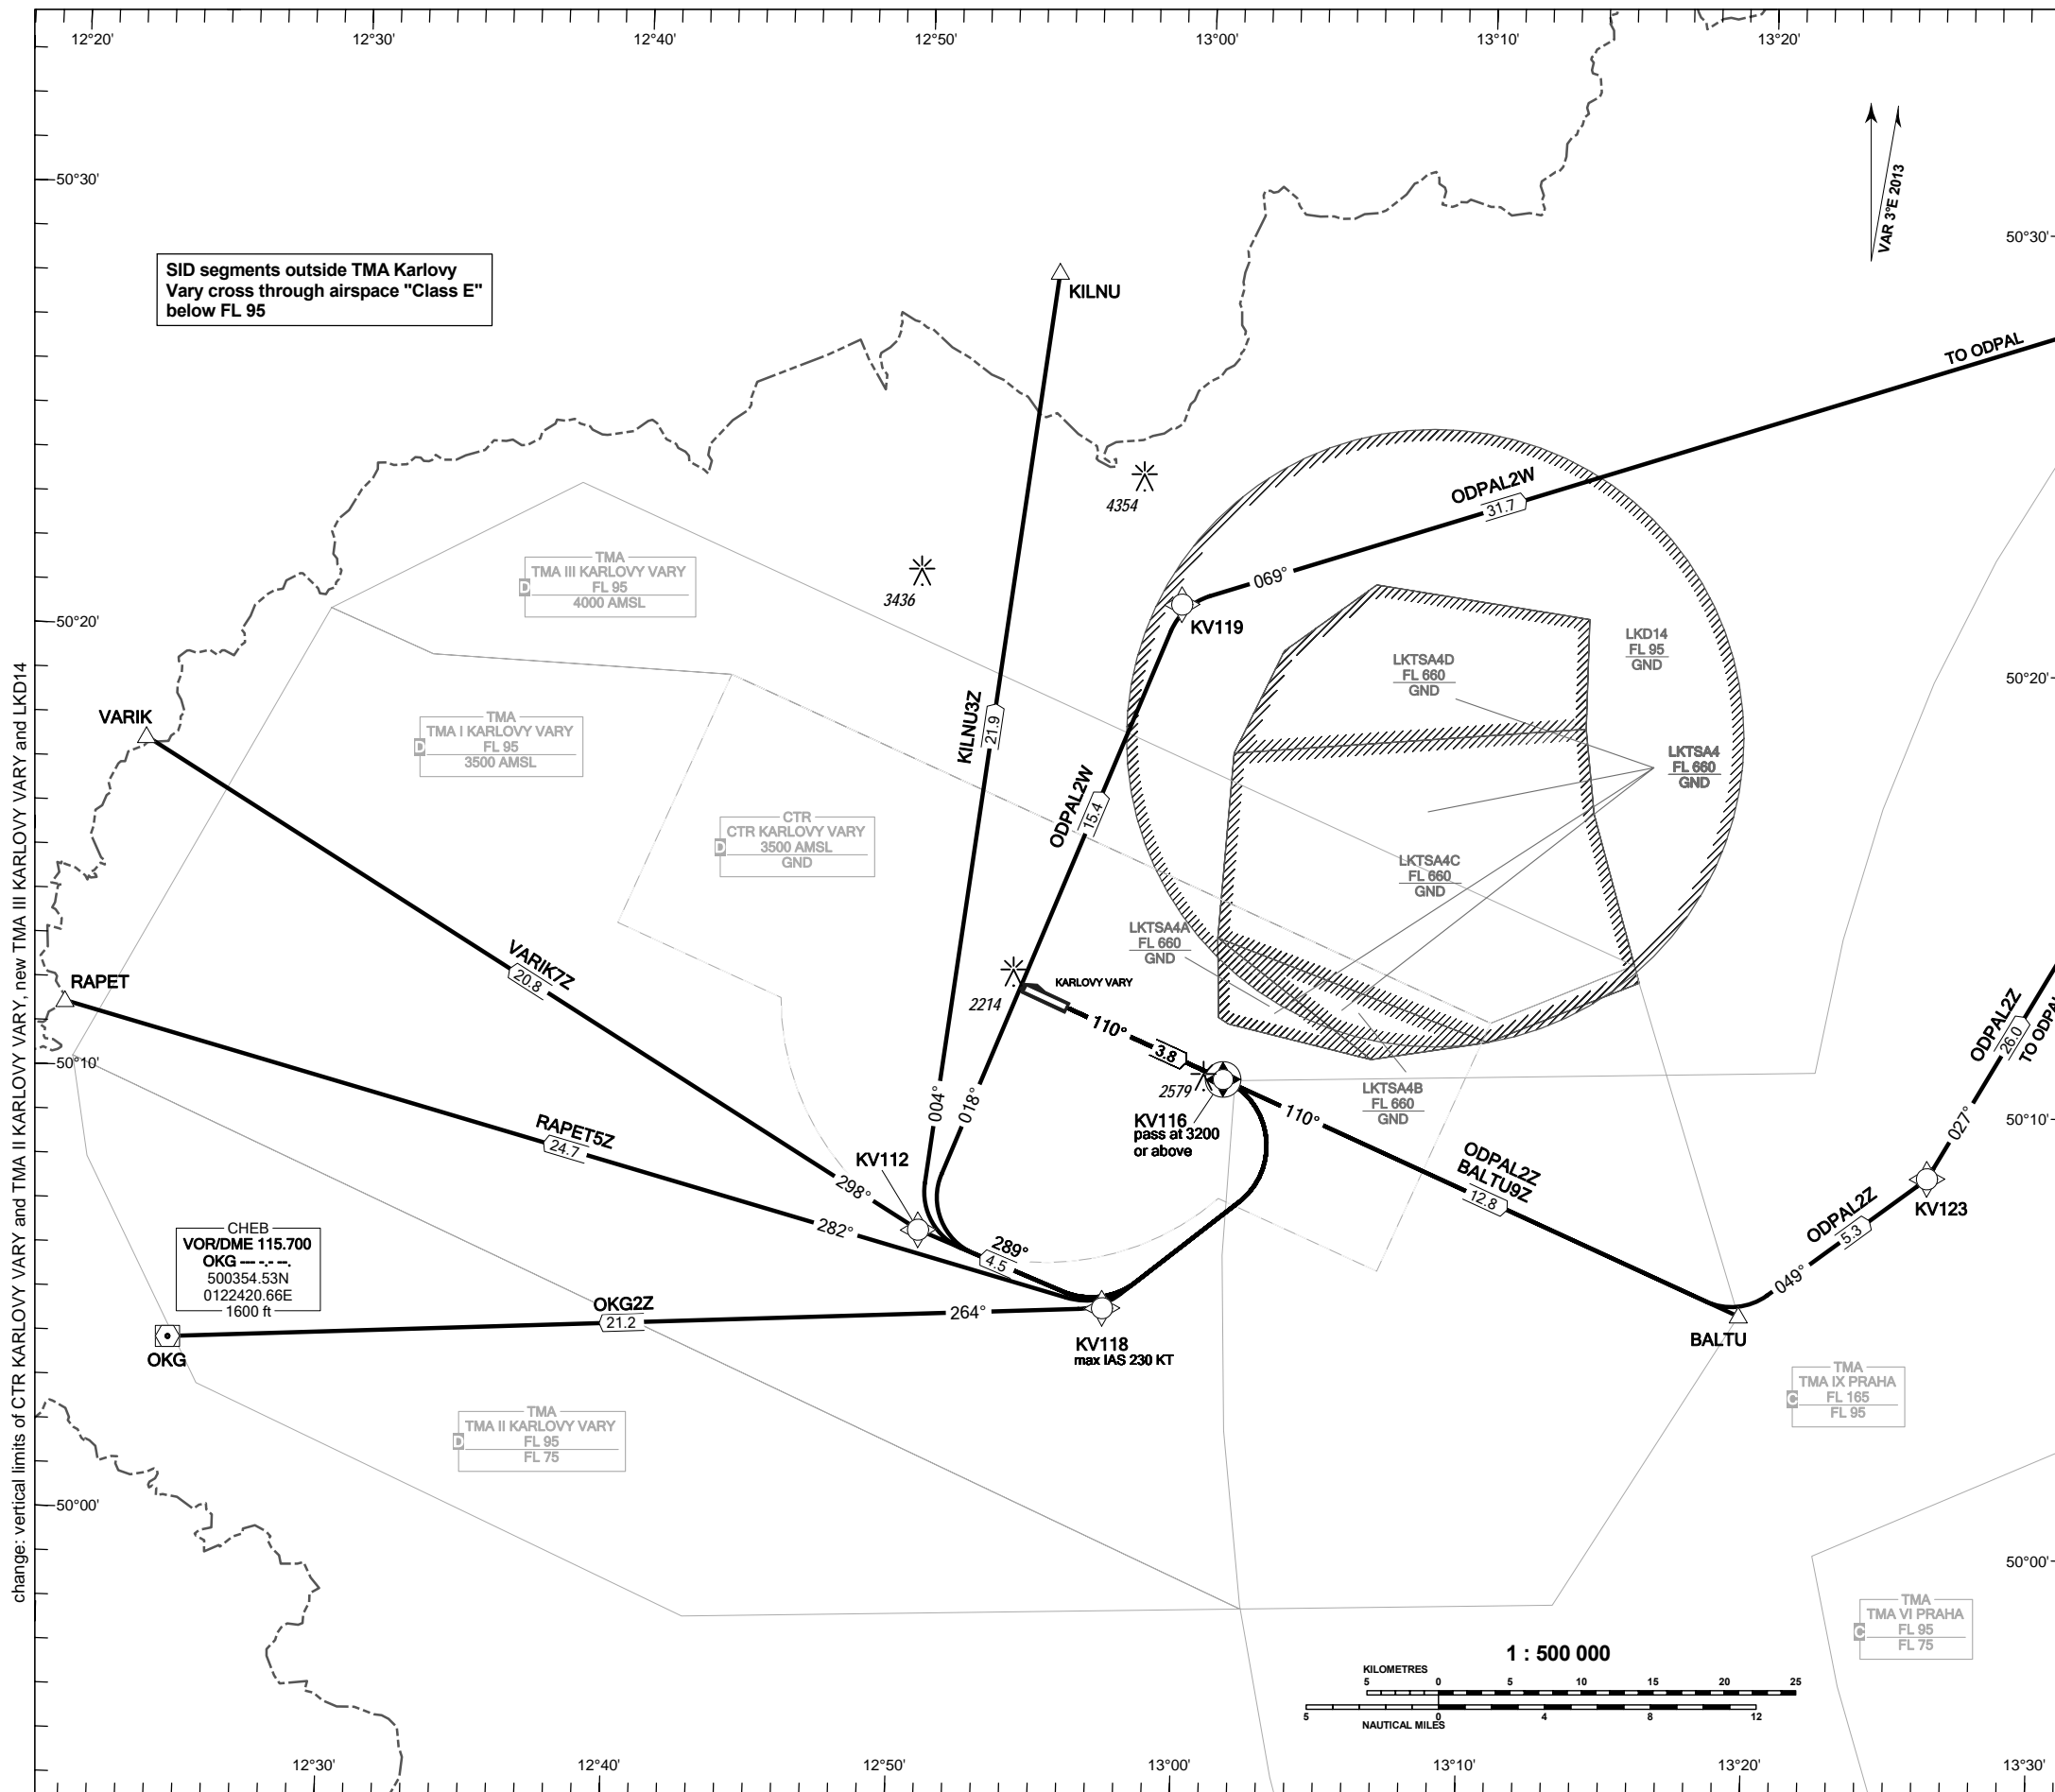 12°20'
12°30'
12°40'
12°50'
13°00'
13°10'
13°20'
50°30'
VAR 3°E 2013
50°30'
SID segments outside TMA Karlovy
Vary cross through airspace "Class E"
below FL 95
KILNU
TO ODPAL
4354
ODPAL2W
31.7
TMA
TMA III KARLOVY VARY
D
FL 95
4000 AMSL
3436
069°
50°20'
KV119
LKD14
FL 95
GND
LKTSA4D
FL 660
GND
50°20'
KILNU3Z
21.9
VARIK
TMA
TMA I KARLOVY VARY
D
FL 95
3500 AMSL
LKTSA4
FL 660
GND
ODPAL2W
15.4
CTR
CTR KARLOVY VARY
D
3500 AMSL
GND
LKTSA4C
FL 660
GND
LKTSA4A
FL 660
GND
VARIK7Z
20.8
RAPET
KARLOVY VARY
2214
110°
3.8
ODPAL2Z
26.0
TO ODPAL
50°10'
2579
004°
018°
KV116
pass at 3200
or above
110°
LKTSA4B
FL 660
GND
50°10'
027°
RAPET5Z
24.7
KV112
298°
282°
ODPAL2Z
BALTU9Z
12.8
ODPAL2Z
5.3
KV123
289°
4.5
049°
CHEB
VOR/DME 115.700
OKG ---·- --·
500354.53N
0122420.66E
1600 ft
OKG2Z
21.2
264°
OKG
KV118
max IAS 230 KT
BALTU
TMA
TMA IX PRAHA
C
FL 165
FL 95
TMA
TMA II KARLOVY VARY
D
FL 95
FL 75
50°00'
50°00'
TMA
TMA VI PRAHA
C
FL 95
FL 75
1 : 500 000
KILOMETRES
5 0 5 10 15 20 25
5 0 4 8 12
NAUTICAL MILES
12°30'
12°40'
12°50'
13°00'
13°10'
13°20'
13°30'
change: vertical limits of CTR KARLOVY VARY and TMA II KARLOVY VARY, new TMA III KARLOVY VARY and LKD14